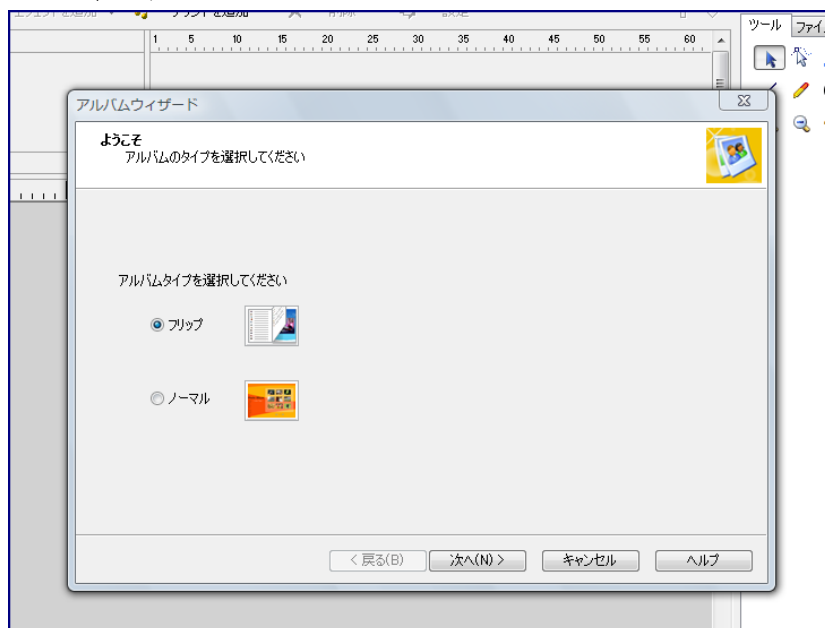 ツール
1 5 10 15 20 25 30 35 40 45 50 55 60
アルバムウィザード
ようこそ
アルバムのタイプを選択してください
アルバムタイプを選択してください
フリップ
ノーマル
< 戻る(B) 次へ(N) > キャンセル ヘルプ